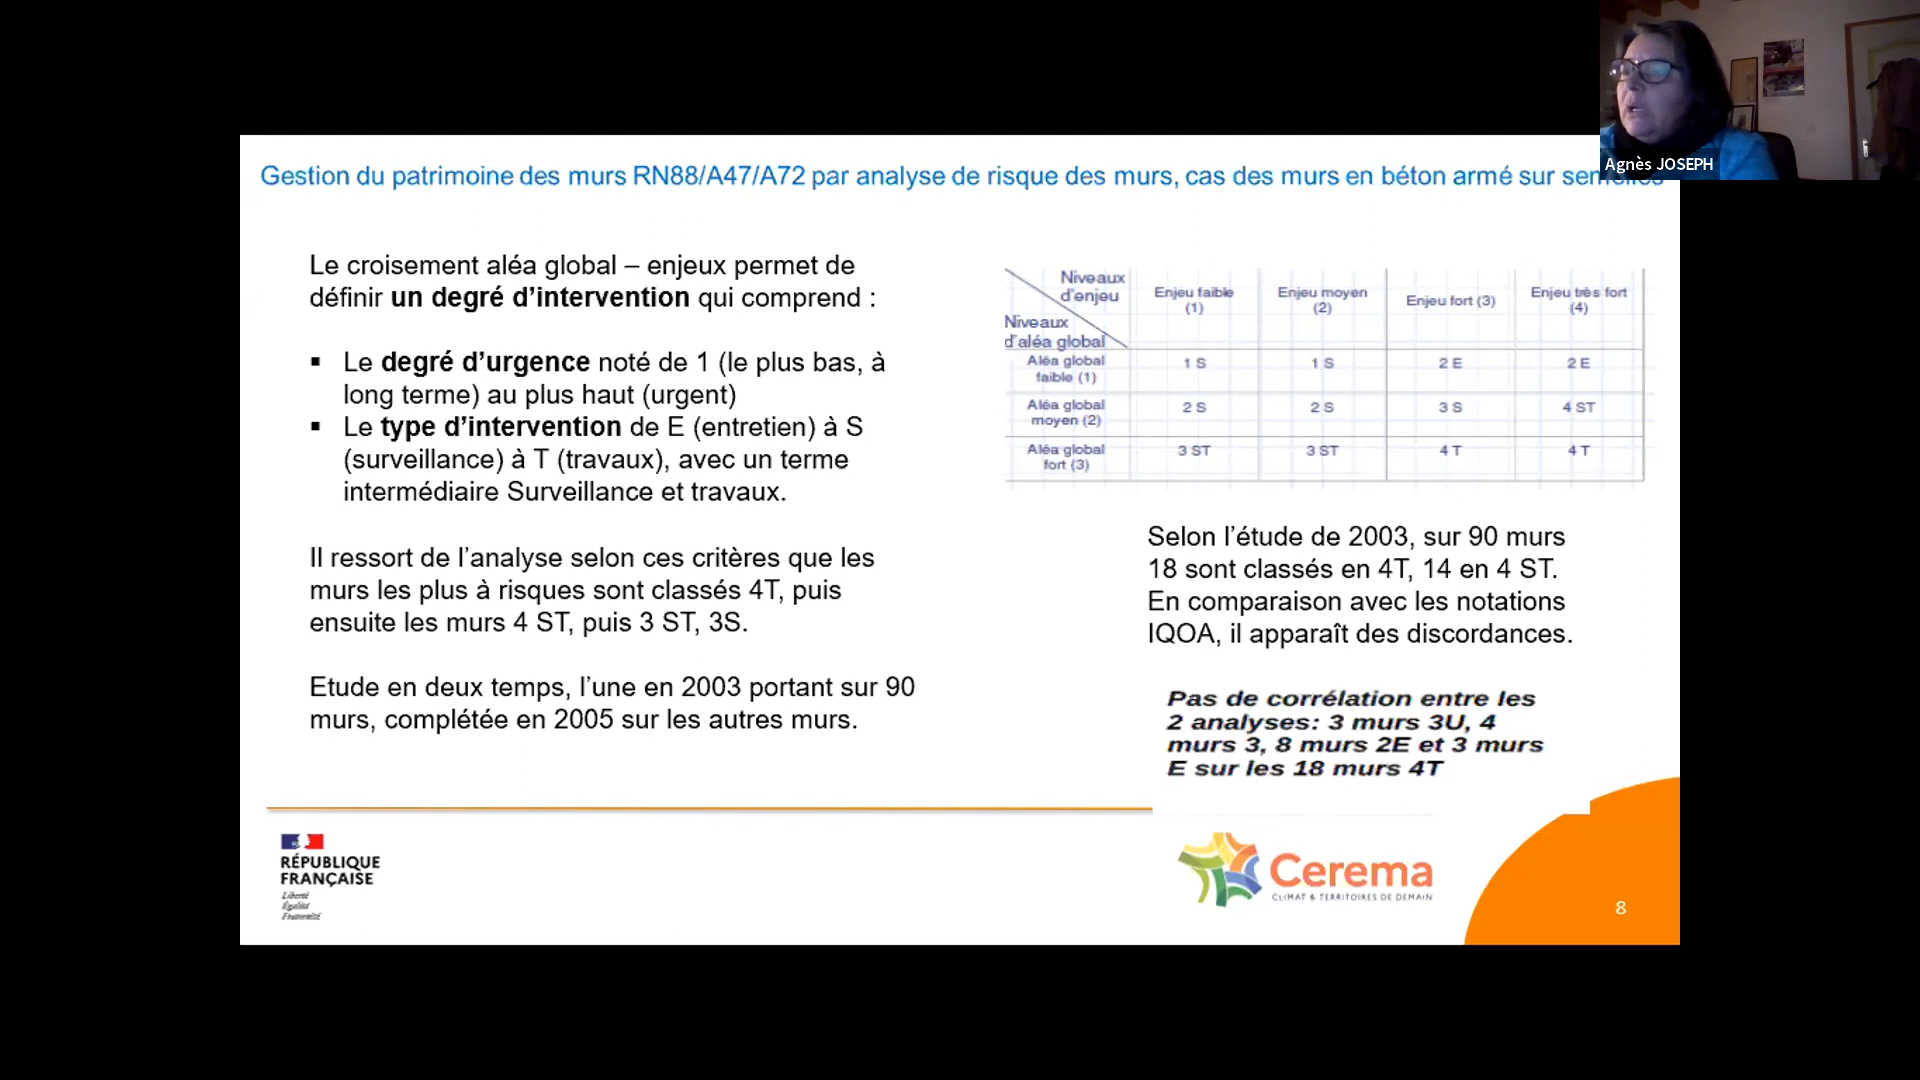 Agnès JOSEPH
Gestion du patrimoine des murs RN88/A47/A72 par analyse de risque des murs, cas des murs en béton armé sur semelles
Le croisement aléa global – enjeux permet de
définir un degré d'intervention qui comprend :
▪ Le degré d'urgence noté de 1 (le plus bas, à
long terme) au plus haut (urgent)
▪ Le type d'intervention de E (entretien) à S
(surveillance) à T (travaux), avec un terme
intermédiaire Surveillance et travaux.
Il ressort de l'analyse selon ces critères que les
murs les plus à risques sont classés 4T, puis
ensuite les murs 4 ST, puis 3 ST, 3S.
Etude en deux temps, l'une en 2003 portant sur 90
murs, complétée en 2005 sur les autres murs.
Niveaux
d'enjeu
Niveaux
d'aléa global
Enjeu faible
(1)
Enjeu moyen
(2)
Enjeu fort (3)
Enjeu très fort
(4)
Aléa global
faible (1)
1 S
1 S
2 E
2 E
Aléa global
moyen (2)
2 S
2 S
3 S
4 ST
Aléa global
fort (3)
3 ST
3 ST
4 T
4 T
Selon l'étude de 2003, sur 90 murs
18 sont classés en 4T, 14 en 4 ST.
En comparaison avec les notations
IQOA, il apparaît des discordances.
Pas de corrélation entre les
2 analyses: 3 murs 3U, 4
murs 3, 8 murs 2E et 3 murs
E sur les 18 murs 4T
RÉPUBLIQUE
FRANÇAISE
Liberté
Égalité
Fraternité
Cerema
CLIMAT & TERRITOIRES DE DEMAIN
8